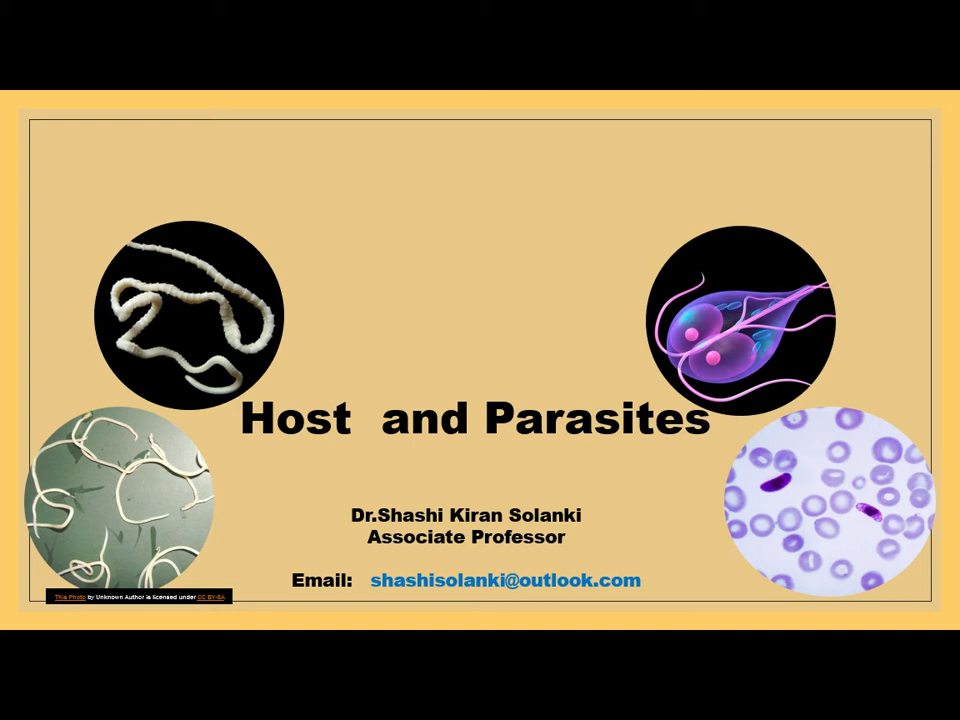 Host  and Parasites
Dr.Shashi Kiran Solanki
Associate Professor
Email:   shashisolanki@outlook.com
This Photo by Unknown Author is licensed under CC BY-SA